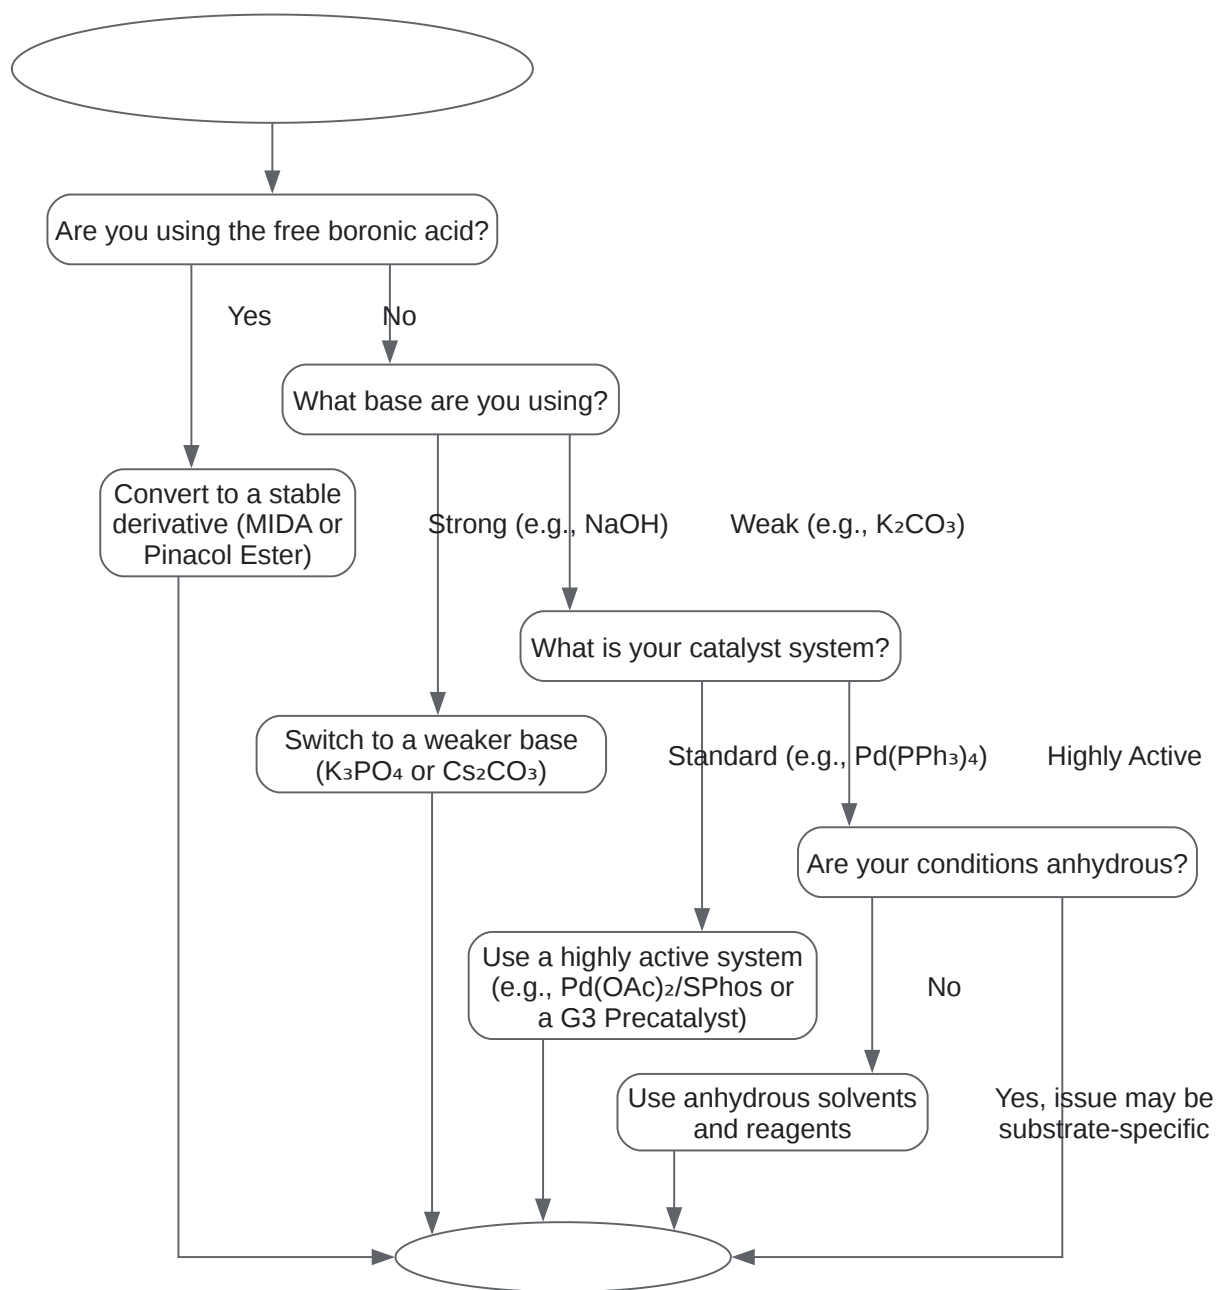 Are you using the free boronic acid?
Yes
No
What base are you using?
Convert to a stable
derivative (MIDA or
Pinacol Ester)
Strong (e.g., NaOH)
Weak (e.g., K₂CO₃)
What is your catalyst system?
Switch to a weaker base
(K₃PO₄ or Cs₂CO₃)
Standard (e.g., Pd(PPh₃)₄)
Highly Active
Are your conditions anhydrous?
Use a highly active system
(e.g., Pd(OAc)₂/SPhos or
a G3 Precatalyst)
No
Use anhydrous solvents
and reagents
Yes, issue may be
substrate-specific